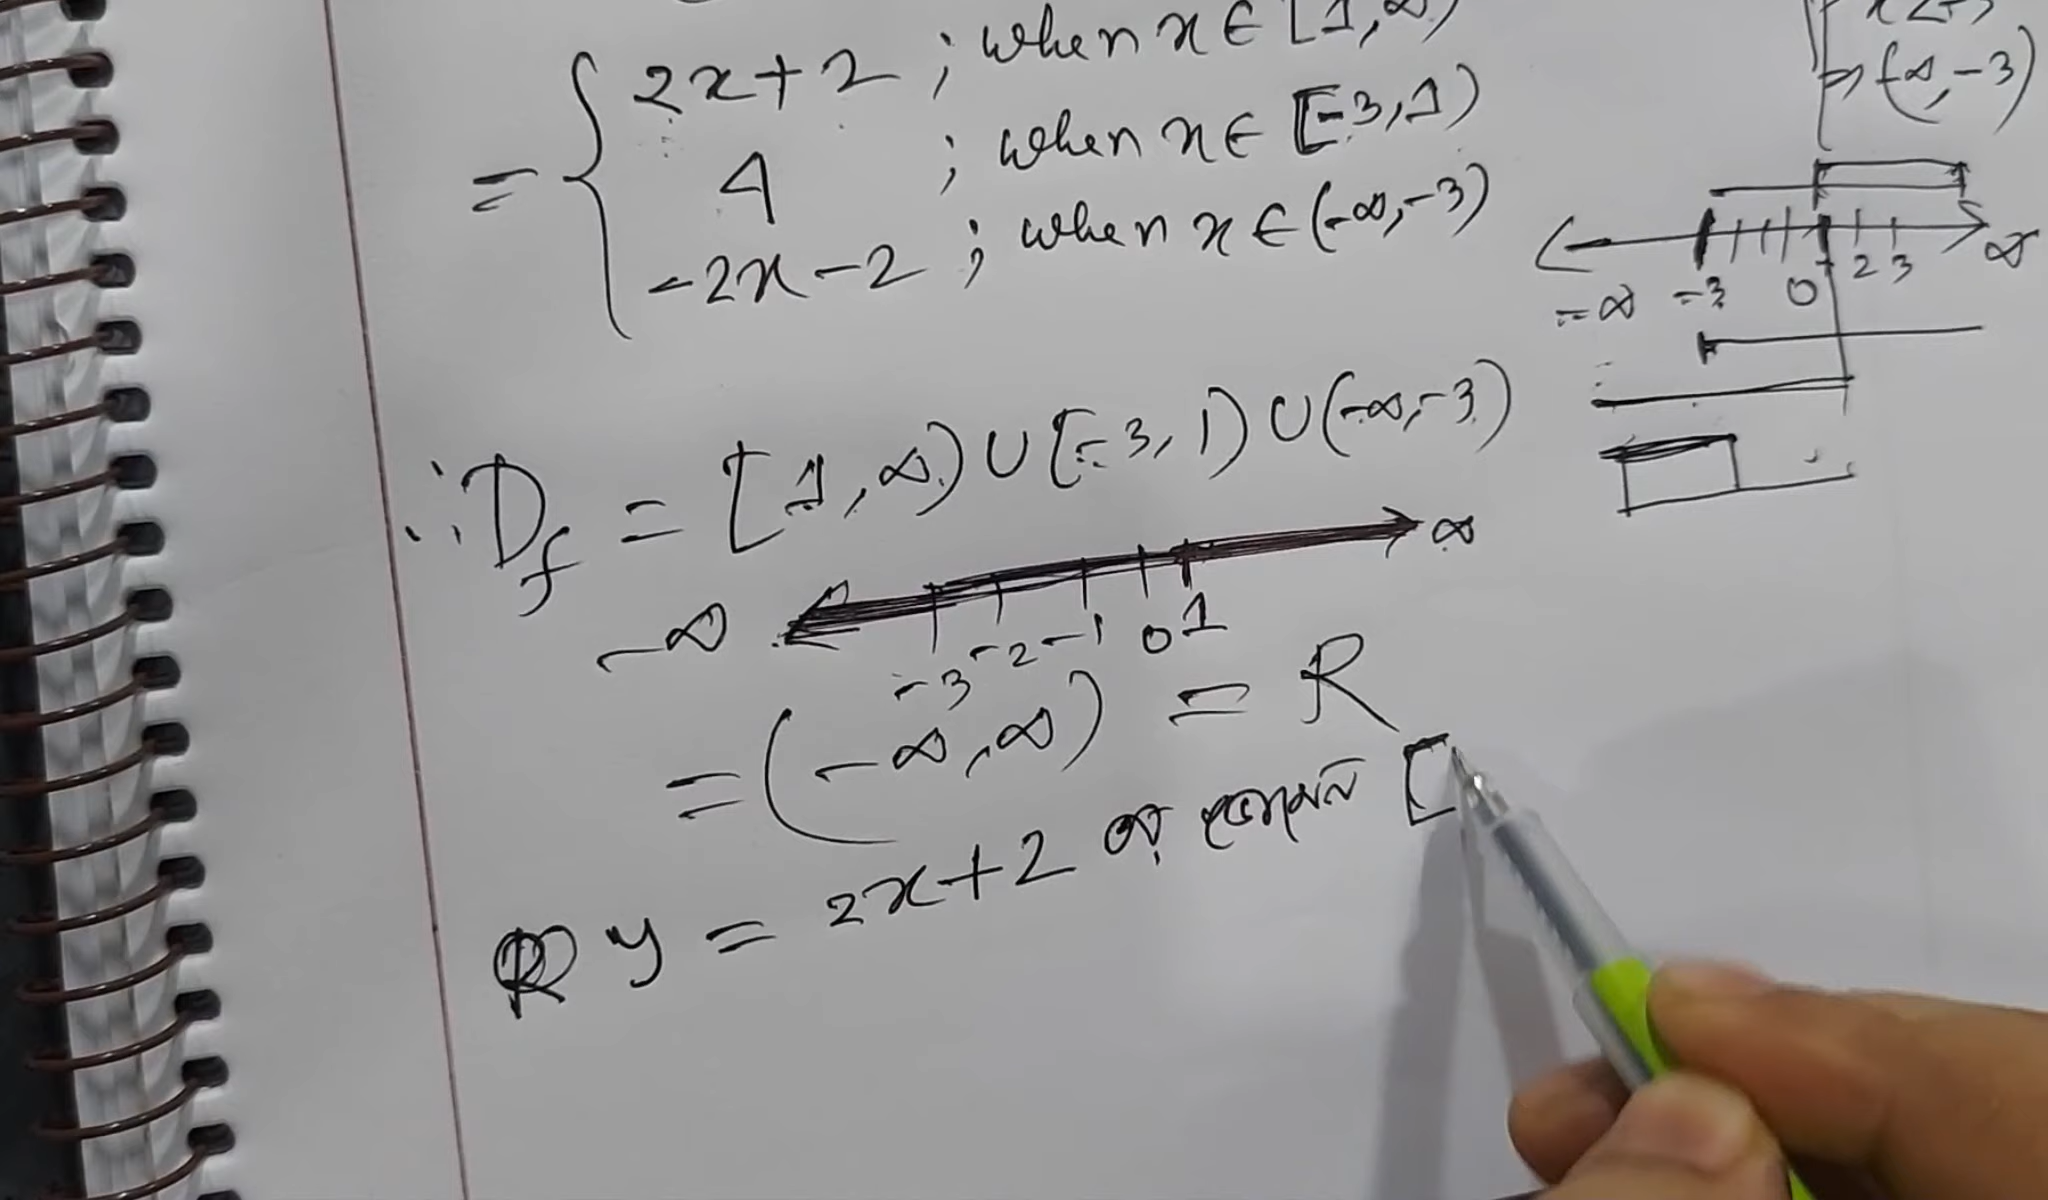 = { 2x+2 ; when x ∈ [1,∞)
4 ; when x ∈ [-3,1)
-2x-2 ; when x ∈ (-∞,-3)
⇒ (-∞,-3)
-∞ -3 0 1 2 3 ∞
∴ D_f = [1,∞) ∪ [-3,1) ∪ (-∞,-3)
-∞ -3 -2 -1 0 1 ∞
= (-∞,∞) = R
y = 2x+2 এর ডোমেন [